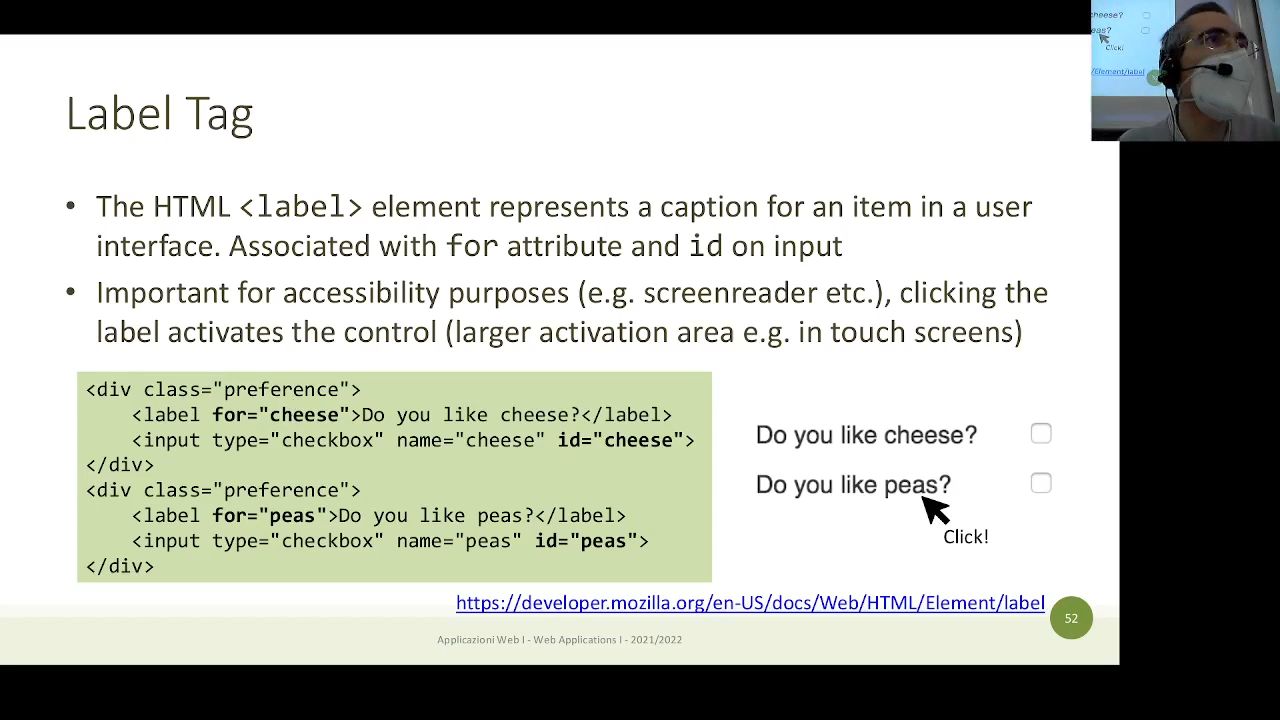 cheese?
peas?
Click!
/Element/label
Label Tag
• The HTML <label> element represents a caption for an item in a user
interface. Associated with for attribute and id on input
• Important for accessibility purposes (e.g. screenreader etc.), clicking the
label activates the control (larger activation area e.g. in touch screens)
<div class="preference">
<label for="cheese">Do you like cheese?</label>
<input type="checkbox" name="cheese" id="cheese">
</div>
<div class="preference">
<label for="peas">Do you like peas?</label>
<input type="checkbox" name="peas" id="peas">
</div>
Do you like cheese?
Do you like peas?
Click!
https://developer.mozilla.org/en-US/docs/Web/HTML/Element/label
52
Applicazioni Web I - Web Applications I - 2021/2022